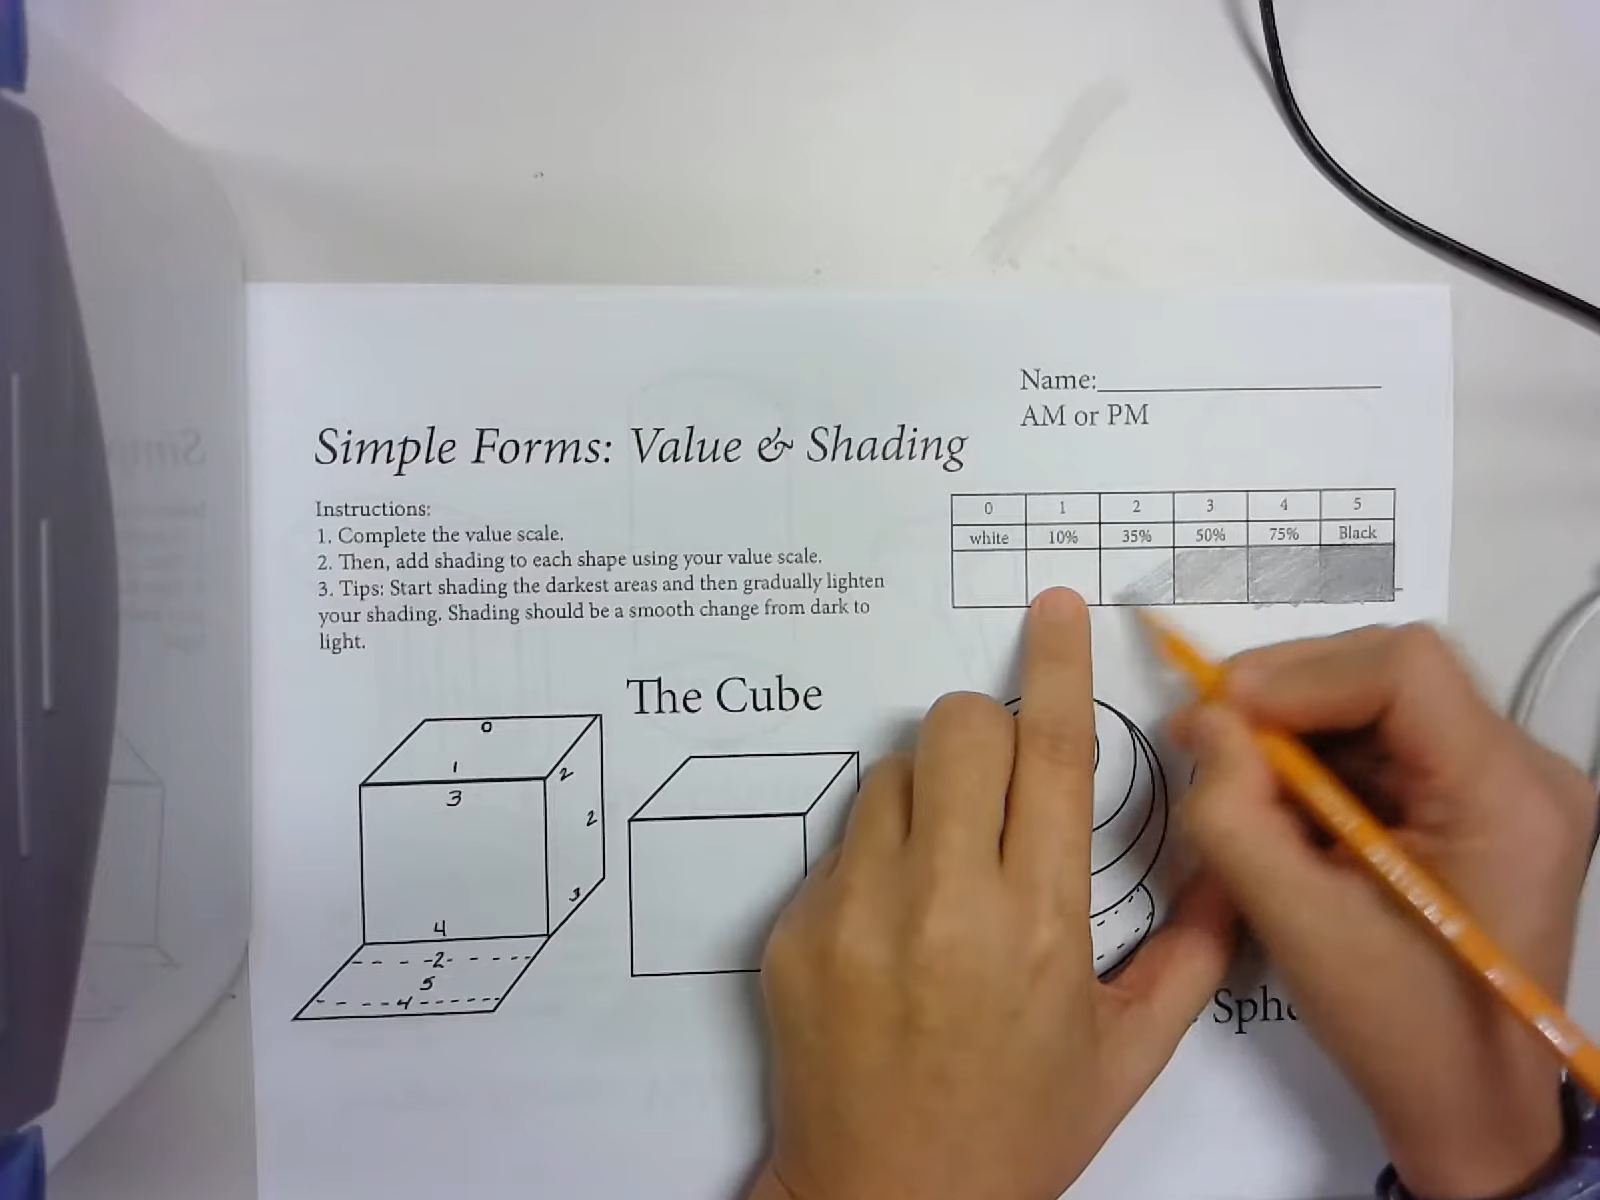 Name:
AM or PM
Simple Forms: Value & Shading
Instructions:
1. Complete the value scale.
2. Then, add shading to each shape using your value scale.
3. Tips: Start shading the darkest areas and then gradually lighten
your shading. Shading should be a smooth change from dark to
light.
0 1 2 3 4 5
white 10% 35% 50% 75% Black
The Cube
0
1
3
2
2
3
4
2
5
4